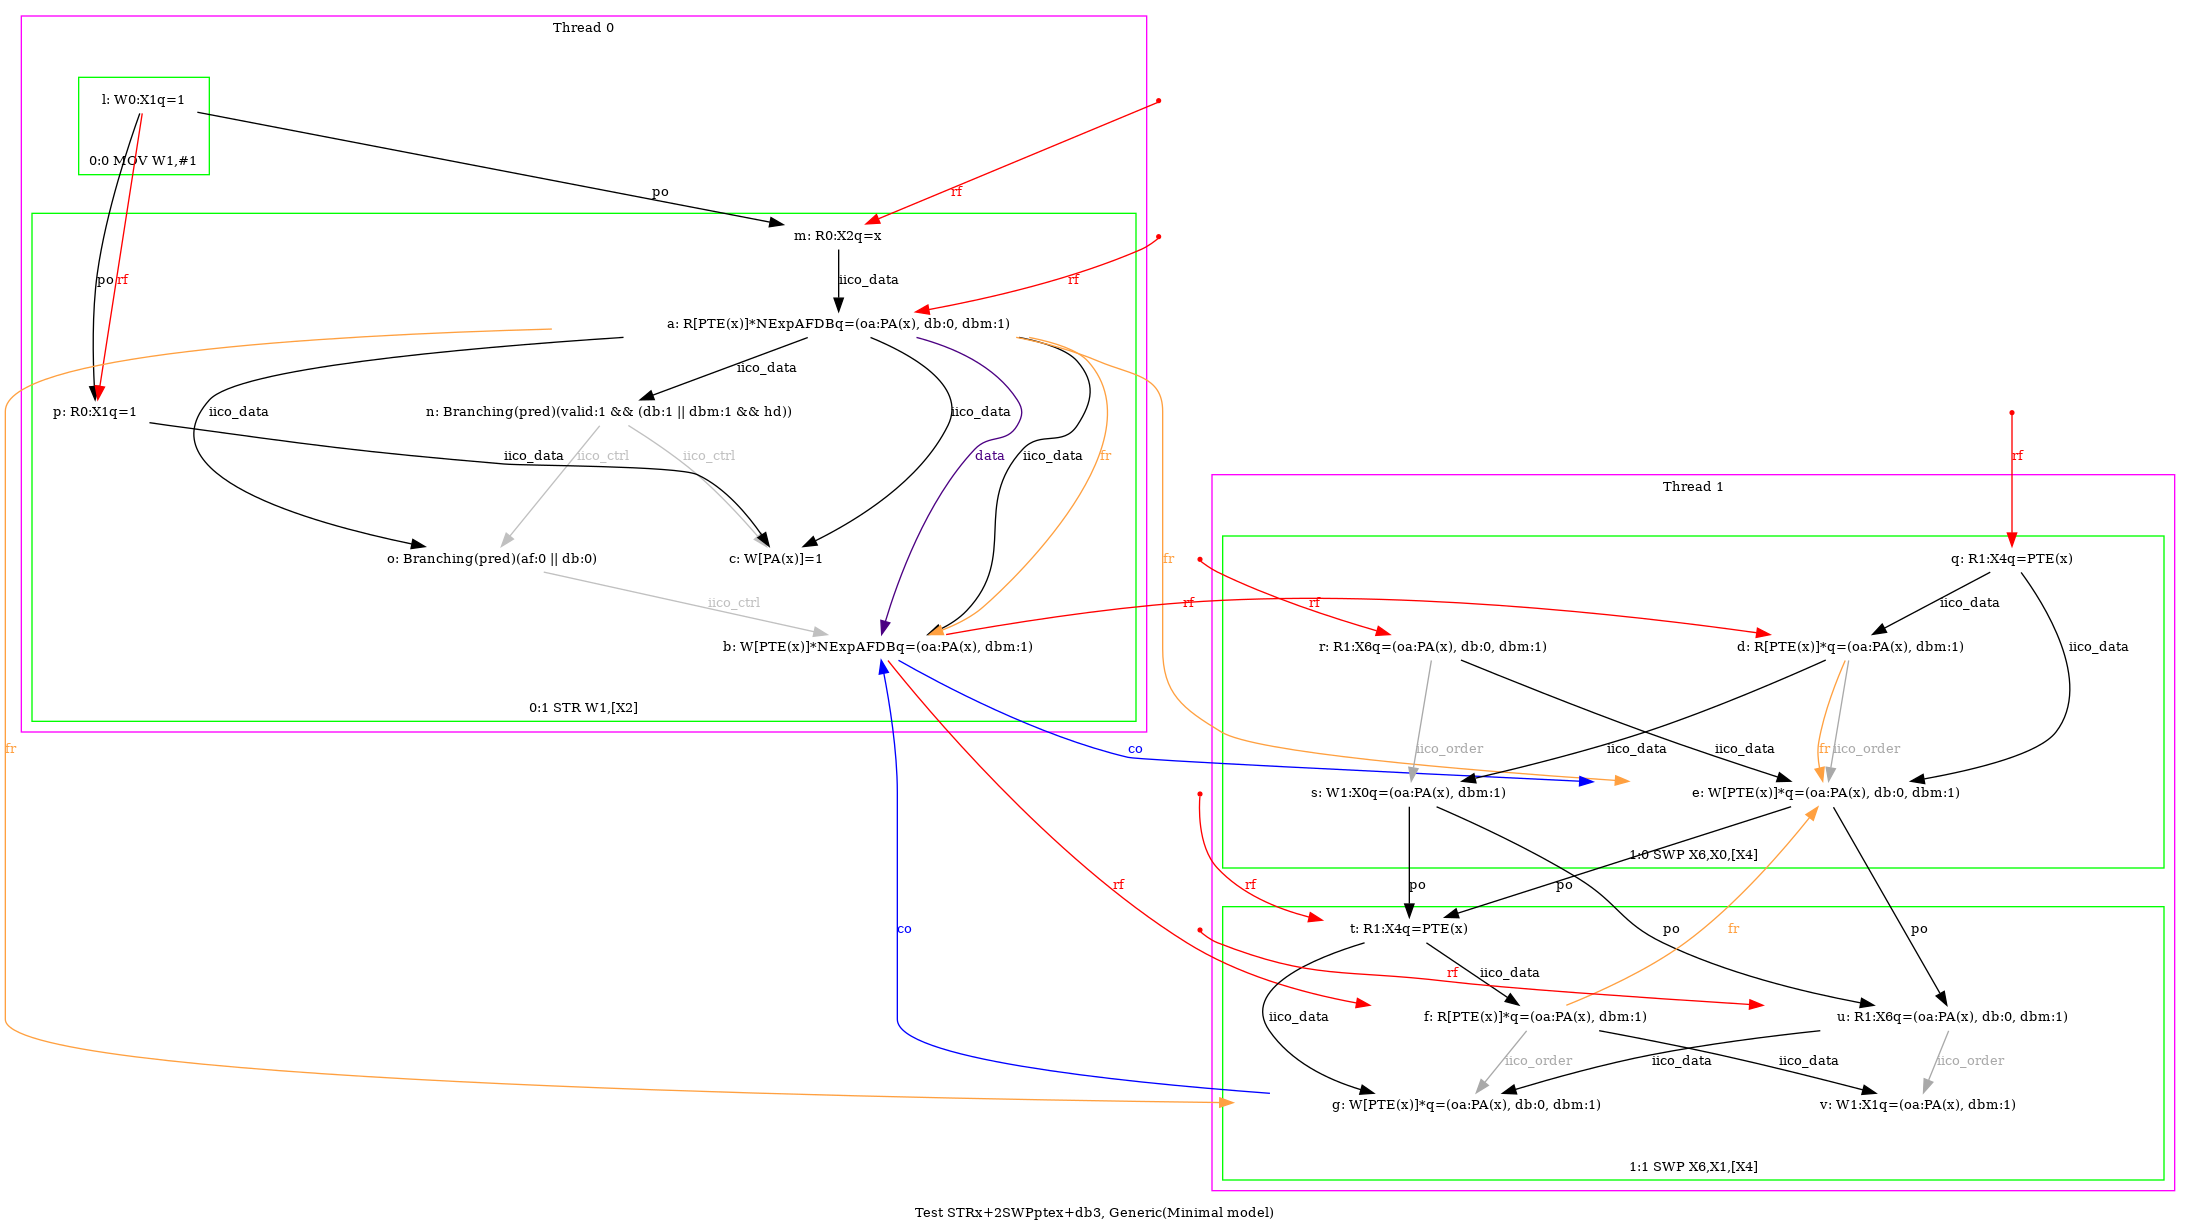 Thread 0
l: W0:X1q=1
0:0 MOV W1,#1
po
rf
m: R0:X2q=x
po
rf
iico_data
rf
a: R[PTE(x)]*NExpAFDBq=(oa:PA(x), db:0, dbm:1)
iico_data
p: R0:X1q=1
iico_data
n: Branching(pred)(valid:1 && (db:1 || dbm:1 && hd))
iico_data
iico_data
iico_ctrl
iico_ctrl
data
iico_data
fr
rf
Thread 1
o: Branching(pred)(af:0 || db:0)
c: W[PA(x)]=1
fr
q: R1:X4q=PTE(x)
iico_ctrl
rf
rf
iico_data
b: W[PTE(x)]*NExpAFDBq=(oa:PA(x), dbm:1)
r: R1:X6q=(oa:PA(x), db:0, dbm:1)
d: R[PTE(x)]*q=(oa:PA(x), dbm:1)
iico_data
0:1 STR W1,[X2]
fr
co
iico_order
iico_data
iico_data
fr
iico_order
s: W1:X0q=(oa:PA(x), dbm:1)
e: W[PTE(x)]*q=(oa:PA(x), db:0, dbm:1)
1:0 SWP X6,X0,[X4]
rf
rf
po
po
co
t: R1:X4q=PTE(x)
po
fr
po
rf
iico_data
iico_data
f: R[PTE(x)]*q=(oa:PA(x), dbm:1)
u: R1:X6q=(oa:PA(x), db:0, dbm:1)
iico_order
iico_data
iico_data
iico_order
g: W[PTE(x)]*q=(oa:PA(x), db:0, dbm:1)
v: W1:X1q=(oa:PA(x), dbm:1)
1:1 SWP X6,X1,[X4]
Test STRx+2SWPptex+db3, Generic(Minimal model)